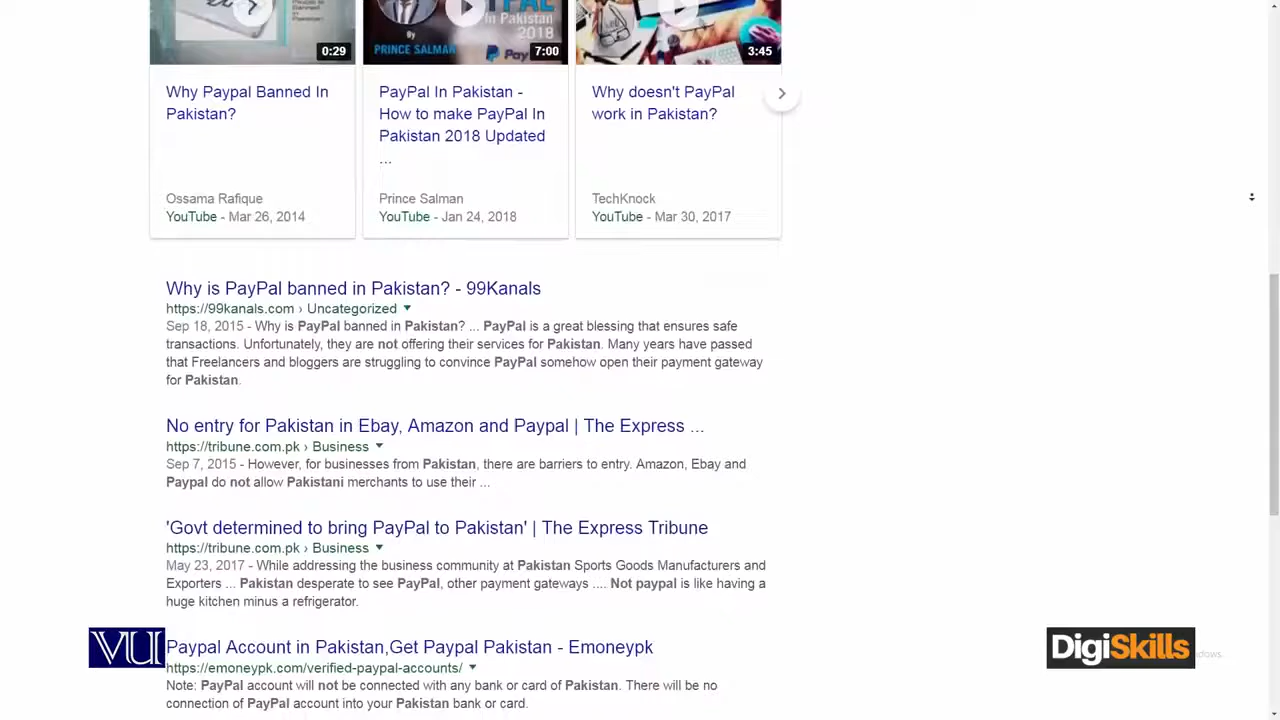 PAYPAL
In Pakistan
2018
By
PRINCE SALMAN
0:29
7:00
3:45
Why Paypal Banned In
Pakistan?
PayPal In Pakistan -
How to make PayPal In
Pakistan 2018 Updated
...
Why doesn't PayPal
work in Pakistan?
Ossama Rafique
YouTube - Mar 26, 2014
Prince Salman
YouTube - Jan 24, 2018
TechKnock
YouTube - Mar 30, 2017
Why is PayPal banned in Pakistan? - 99Kanals
https://99kanals.com › Uncategorized
Sep 18, 2015 - Why is PayPal banned in Pakistan? ... PayPal is a great blessing that ensures safe
transactions. Unfortunately, they are not offering their services for Pakistan. Many years have passed
that Freelancers and bloggers are struggling to convince PayPal somehow open their payment gateway
for Pakistan.
No entry for Pakistan in Ebay, Amazon and Paypal | The Express ...
https://tribune.com.pk › Business
Sep 7, 2015 - However, for businesses from Pakistan, there are barriers to entry. Amazon, Ebay and
Paypal do not allow Pakistani merchants to use their ...
'Govt determined to bring PayPal to Pakistan' | The Express Tribune
https://tribune.com.pk › Business
May 23, 2017 - While addressing the business community at Pakistan Sports Goods Manufacturers and
Exporters ... Pakistan desperate to see PayPal, other payment gateways .... Not paypal is like having a
huge kitchen minus a refrigerator.
VU
Paypal Account in Pakistan,Get Paypal Pakistan - Emoneypk
https://emoneypk.com/verified-paypal-accounts/
Note: PayPal account will not be connected with any bank or card of Pakistan. There will be no
connection of PayPal account into your Pakistan bank or card.
DigiSkills